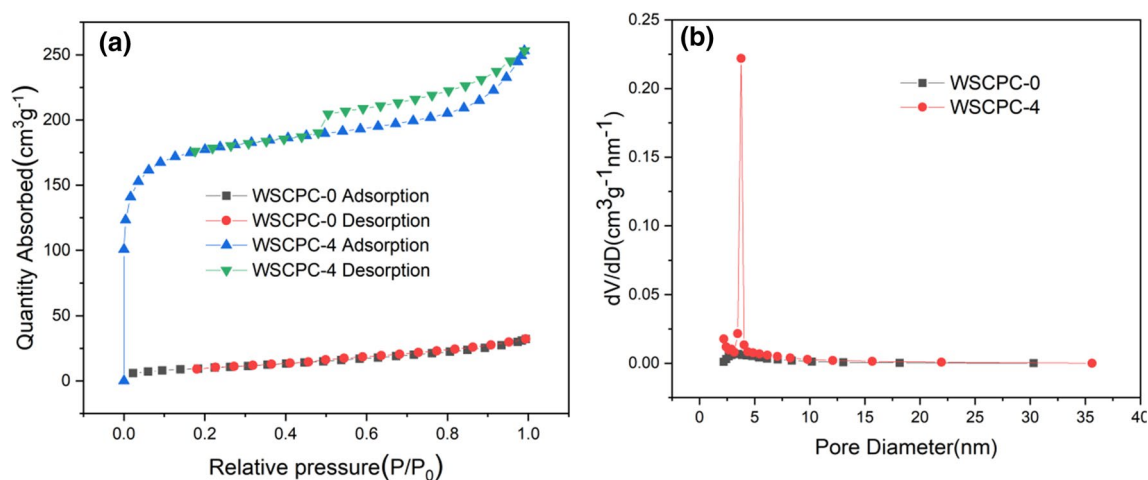 (a)
Quantity Absorbed(cm³g⁻¹)
250
200
150
100
50
0
WSCPC-0 Adsorption
WSCPC-0 Desorption
WSCPC-4 Adsorption
WSCPC-4 Desorption
0.0 0.2 0.4 0.6 0.8 1.0
Relative pressure(P/P₀)
(b)
dV/dD(cm³g⁻¹nm⁻¹)
0.25
0.20
0.15
0.10
0.05
0.00
WSCPC-0
WSCPC-4
0 5 10 15 20 25 30 35 40
Pore Diameter(nm)